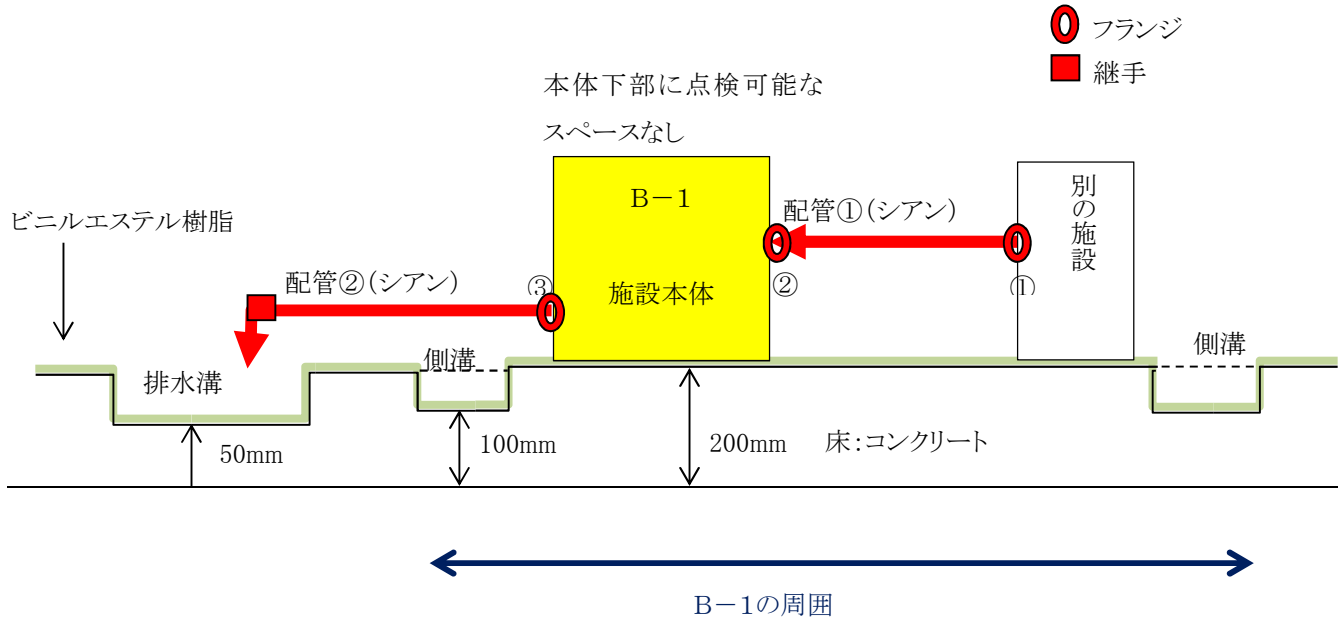 フランジ
継手
本体下部に点検可能な
スペースなし
B-1
施設本体
別の施設
配管①(シアン)
ビニルエステル樹脂
配管②(シアン)
③
②
①
側溝
側溝
排水溝
50mm
100mm
200mm
床:コンクリート
B-1の周囲